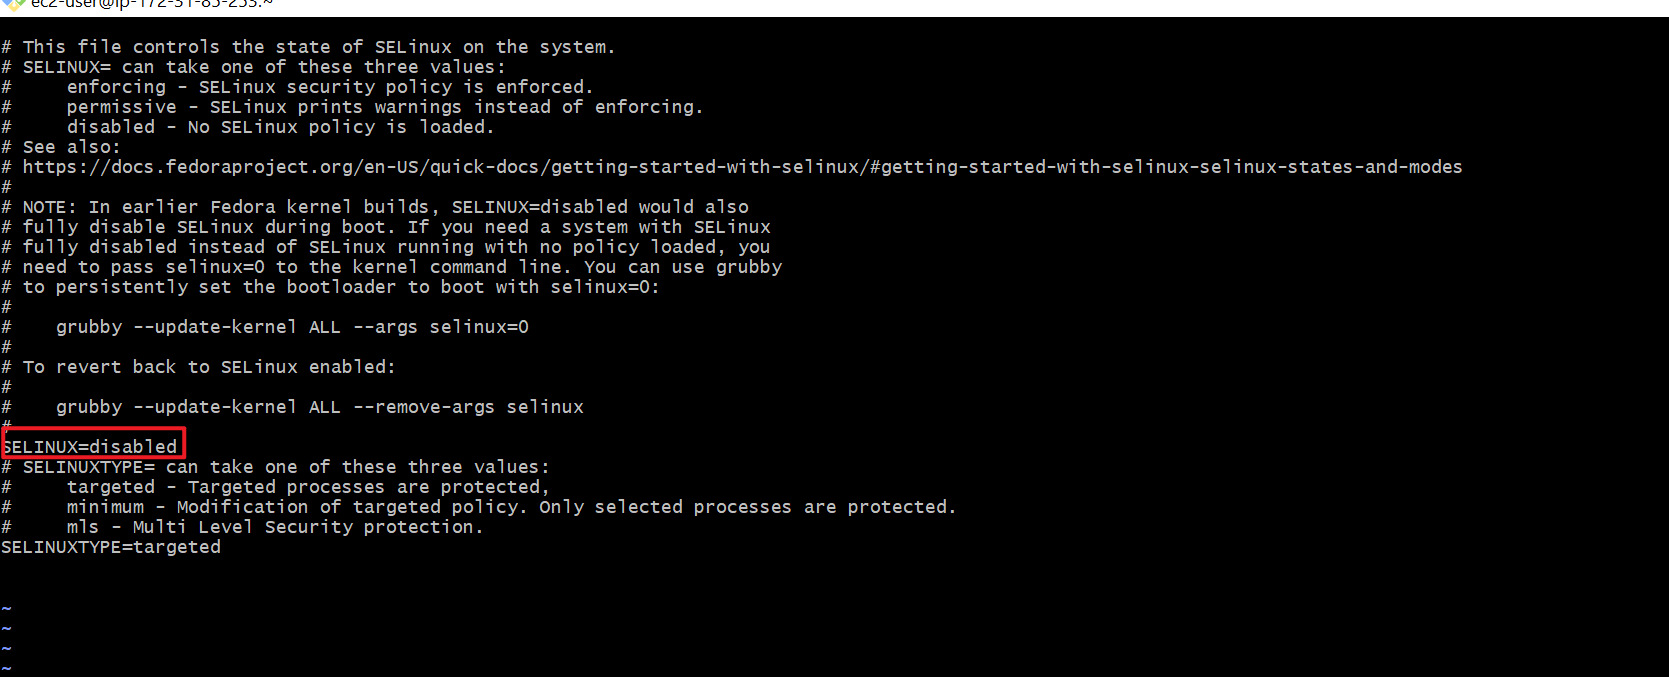 ec2-user@ip-172-31-85-253:~
# This file controls the state of SELinux on the system.
# SELINUX= can take one of these three values:
#     enforcing - SELinux security policy is enforced.
#     permissive - SELinux prints warnings instead of enforcing.
#     disabled - No SELinux policy is loaded.
# See also:
# https://docs.fedoraproject.org/en-US/quick-docs/getting-started-with-selinux/#getting-started-with-selinux-selinux-states-and-modes
#
# NOTE: In earlier Fedora kernel builds, SELINUX=disabled would also
# fully disable SELinux during boot. If you need a system with SELinux
# fully disabled instead of SELinux running with no policy loaded, you
# need to pass selinux=0 to the kernel command line. You can use grubby
# to persistently set the bootloader to boot with selinux=0:
#
#    grubby --update-kernel ALL --args selinux=0
#
# To revert back to SELinux enabled:
#
#    grubby --update-kernel ALL --remove-args selinux
#
SELINUX=disabled
# SELINUXTYPE= can take one of these three values:
#     targeted - Targeted processes are protected,
#     minimum - Modification of targeted policy. Only selected processes are protected.
#     mls - Multi Level Security protection.
SELINUXTYPE=targeted
~
~
~
~